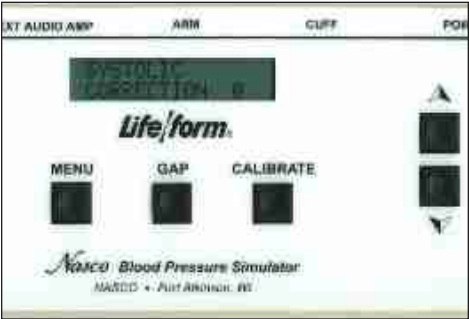 EXT AUDIO AMP ARM CUFF
SYSTOLIC
CORRECTION 0
Life/form®
MENU GAP CALIBRATE
NASCO Blood Pressure Simulator
NASCO • Fort Atkinson, WI